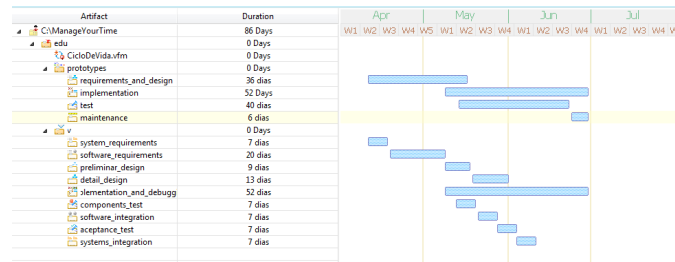 Artifact Duration Apr May Jun Jul
W1 W2 W3 W4 W5 W1 W2 W3 W4 W1 W2 W3 W4 W1 W2 W3 W4
C:\ManageYourTime 86 Days
edu 0 Days
CicloDeVida.vfm 0 Days
prototypes 0 Days
requirements_and_design 36 dias
implementation 52 Days
test 40 dias
maintenance 6 dias
v 0 Days
system_requirements 7 dias
software_requirements 20 dias
preliminar_design 9 dias
detail_design 13 dias
plementation_and_debugg 52 dias
components_test 7 dias
software_integration 7 dias
aceptance_test 7 dias
systems_integration 7 dias